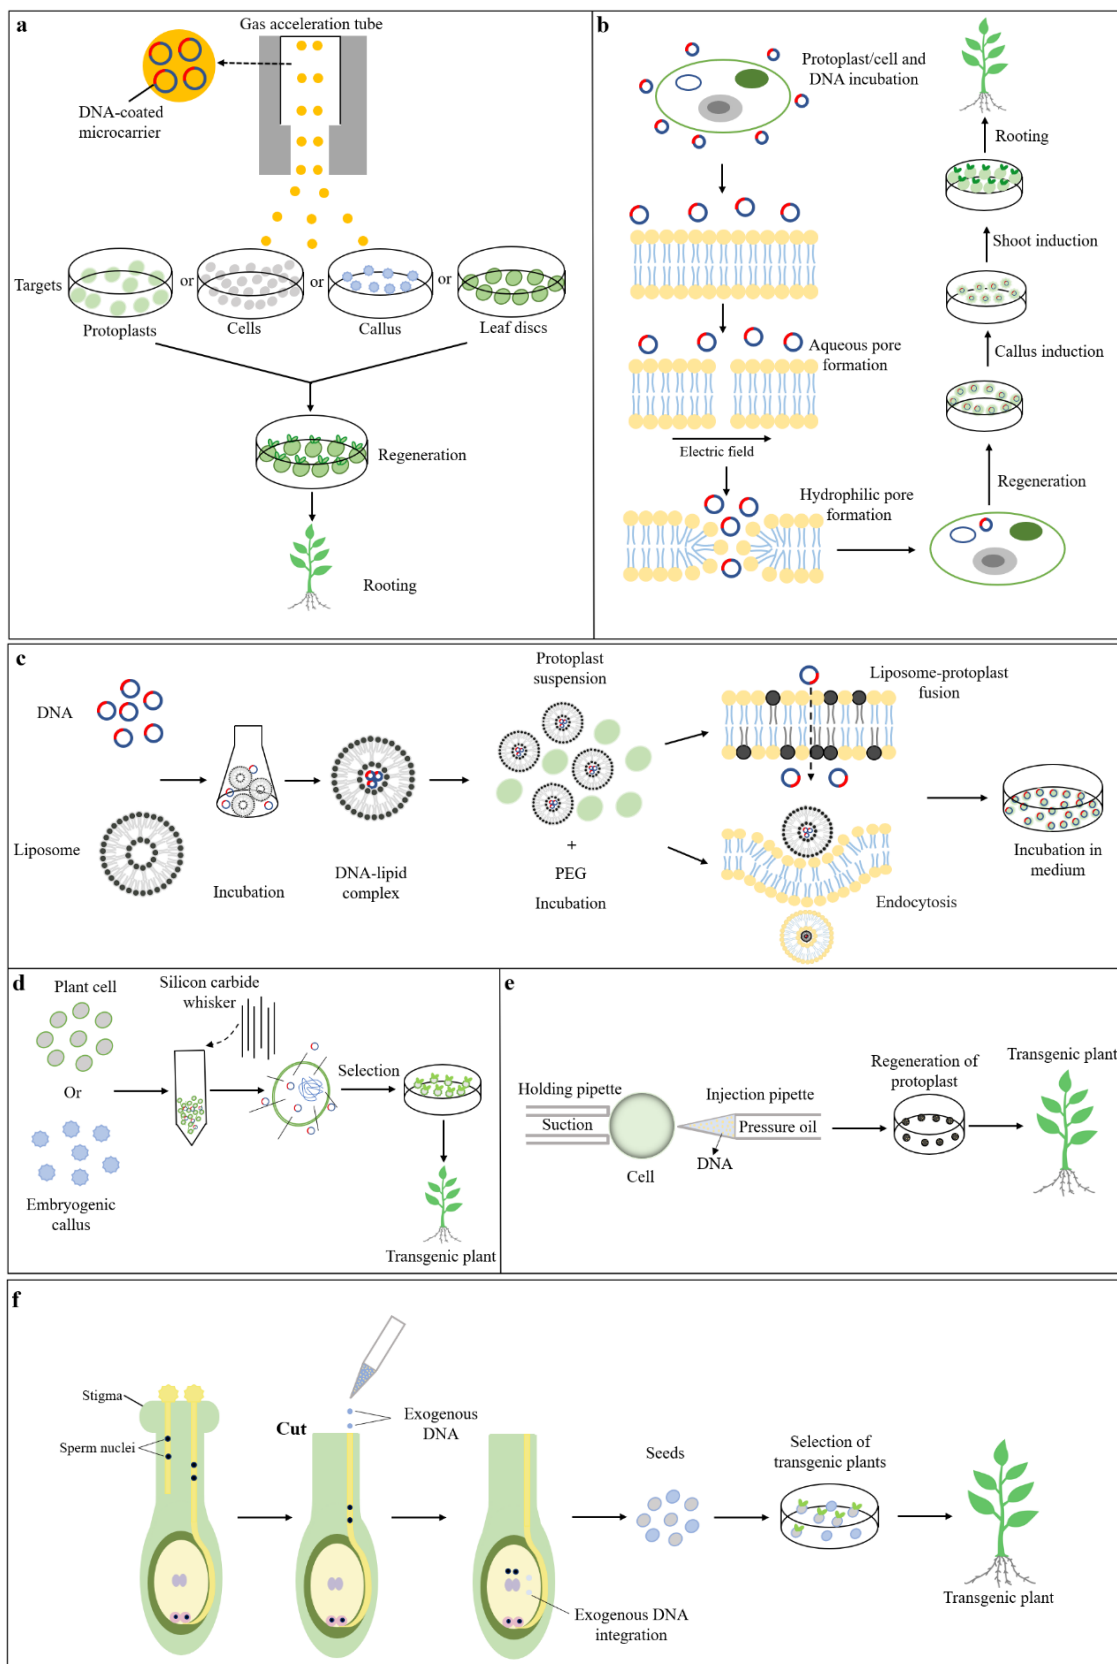 a
Gas acceleration tube
DNA-coated
microcarrier
Targets
or
or
or
Protoplasts
Cells
Callus
Leaf discs
Regeneration
Rooting
b
Protoplast/cell and
DNA incubation
Aqueous pore
formation
Electric field
Hydrophilic pore
formation
Regeneration
Callus induction
Shoot induction
Rooting
c
DNA
Liposome
Incubation
DNA-lipid
complex
Protoplast
suspension
+
PEG
Incubation
Liposome-protoplast
fusion
Endocytosis
Incubation in
medium
d
Plant cell
Or
Embryogenic
callus
Silicon carbide
whisker
Selection
Transgenic plant
e
Holding pipette
Suction
Cell
Injection pipette
Pressure oil
DNA
Regeneration of
protoplast
Transgenic plant
f
Stigma
Sperm nuclei
Cut
Exogenous
DNA
Exogenous DNA
integration
Seeds
Selection of
transgenic plants
Transgenic plant